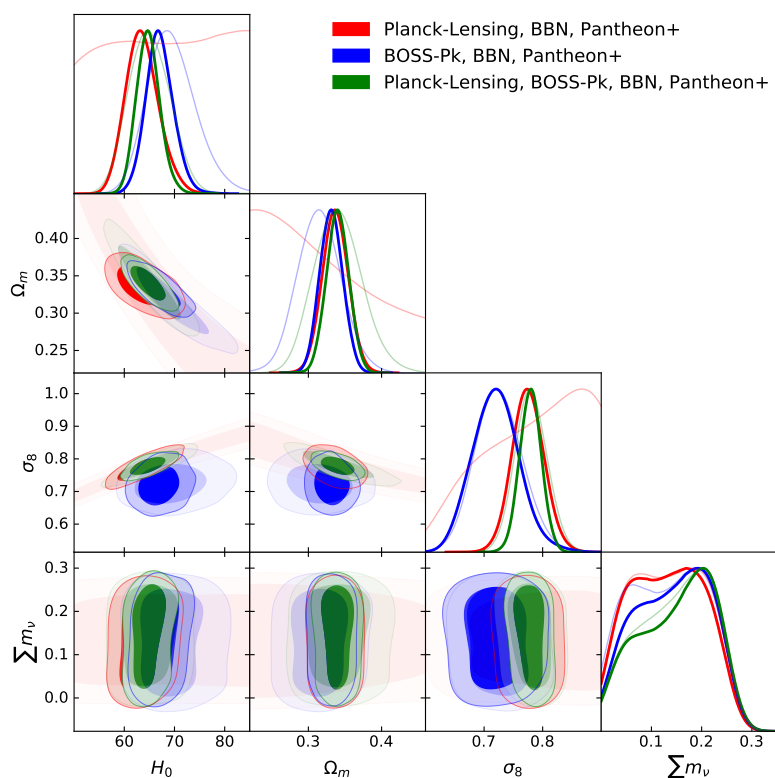 Planck-Lensing, BBN, Pantheon+
BOSS-Pk, BBN, Pantheon+
Planck-Lensing, BOSS-Pk, BBN, Pantheon+
0.40
0.35
0.30
0.25
Ωm
1.0
0.9
0.8
0.7
0.6
σ8
0.3
0.2
0.1
0.0
∑mν
60 70 80
0.3 0.4
0.7 0.8
0.1 0.2 0.3
H0
Ωm
σ8
∑mν